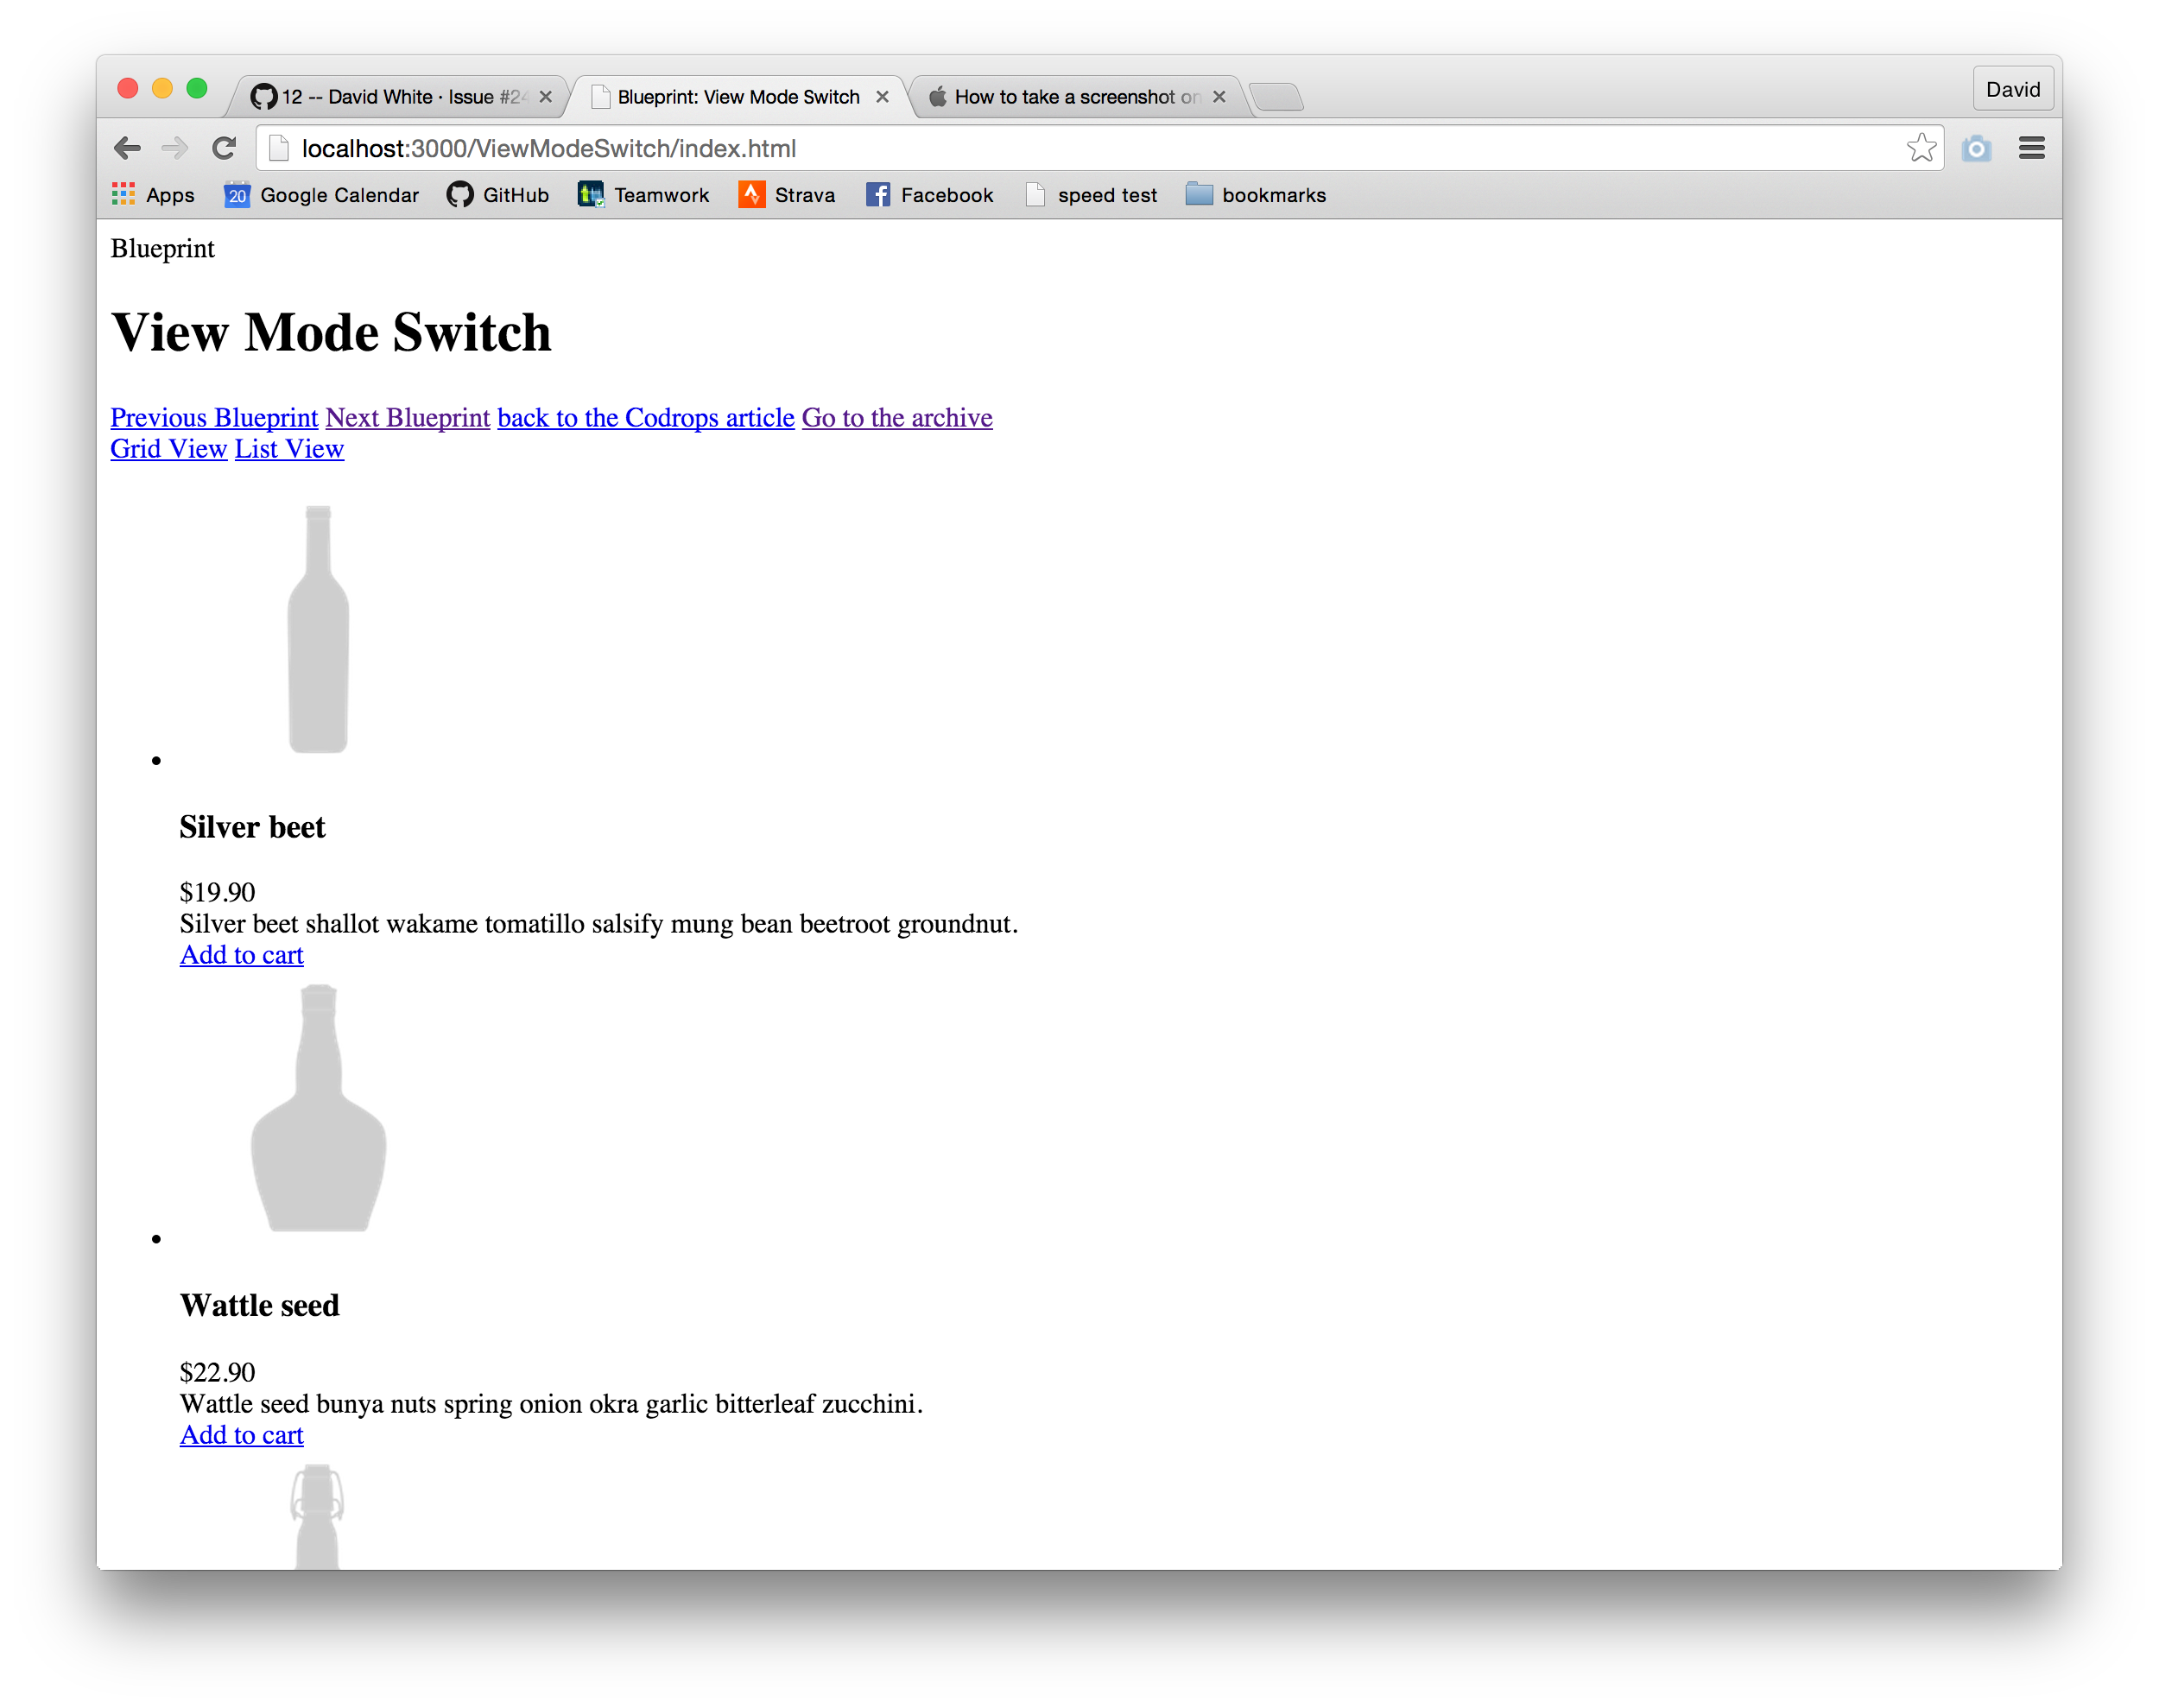 12 -- David White · Issue #24
Blueprint: View Mode Switch
How to take a screenshot on
David
localhost:3000/ViewModeSwitch/index.html
Apps
20
Google Calendar
GitHub
Teamwork
Strava
Facebook
speed test
bookmarks
Blueprint
View Mode Switch
Previous Blueprint Next Blueprint back to the Codrops article Go to the archive
Grid View List View
Silver beet
$19.90
Silver beet shallot wakame tomatillo salsify mung bean beetroot groundnut.
Add to cart
Wattle seed
$22.90
Wattle seed bunya nuts spring onion okra garlic bitterleaf zucchini.
Add to cart